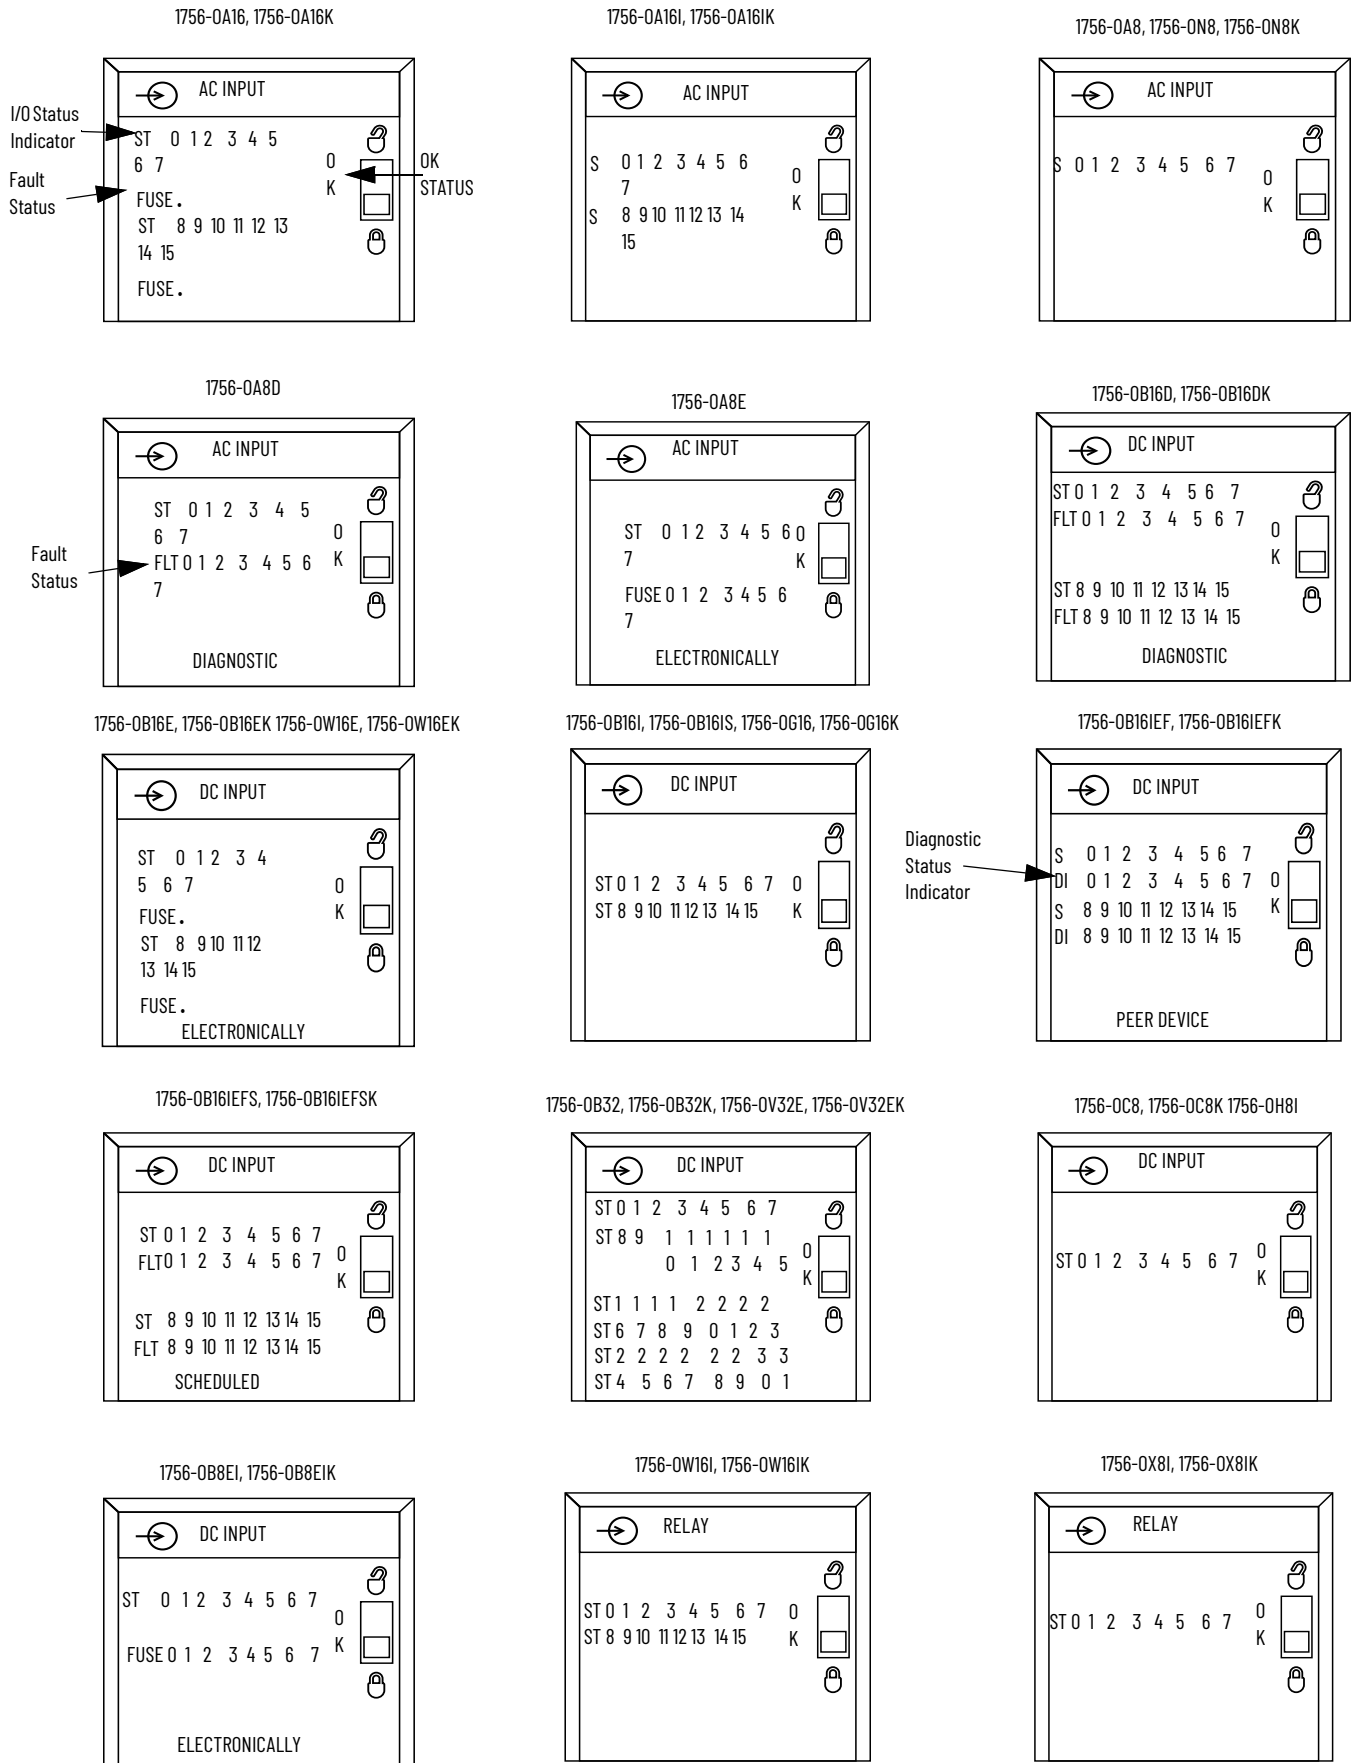 1756-OA16, 1756-OA16K
AC INPUT
I/O Status
Indicator
ST 0 1 2 3 4 5
6 7
Fault
Status
FUSE.
ST 8 9 10 11 12 13
14 15
FUSE.
O
K
OK
STATUS
1756-OA16I, 1756-OA16IK
AC INPUT
S 0 1 2 3 4 5 6
7
S 8 9 10 11 12 13 14
15
O
K
1756-OA8, 1756-ON8, 1756-ON8K
AC INPUT
S 0 1 2 3 4 5 6 7
O
K
1756-OA8D
AC INPUT
ST 0 1 2 3 4 5
6 7
Fault
Status
FLT 0 1 2 3 4 5 6
7
O
K
DIAGNOSTIC
1756-OA8E
AC INPUT
ST 0 1 2 3 4 5 6
7
FUSE 0 1 2 3 4 5 6
7
O
K
ELECTRONICALLY
1756-OB16D, 1756-OB16DK
DC INPUT
ST 0 1 2 3 4 5 6 7
FLT 0 1 2 3 4 5 6 7
O
K
ST 8 9 10 11 12 13 14 15
FLT 8 9 10 11 12 13 14 15
DIAGNOSTIC
1756-OB16E, 1756-OB16EK 1756-OW16E, 1756-OW16EK
DC INPUT
ST 0 1 2 3 4
5 6 7
FUSE.
ST 8 9 10 11 12
13 14 15
FUSE.
O
K
ELECTRONICALLY
1756-OB16I, 1756-OB16IS, 1756-OG16, 1756-OG16K
DC INPUT
ST 0 1 2 3 4 5 6 7
ST 8 9 10 11 12 13 14 15
O
K
1756-OB16IEF, 1756-OB16IEFK
DC INPUT
Diagnostic
Status
Indicator
S 0 1 2 3 4 5 6 7
DI 0 1 2 3 4 5 6 7
S 8 9 10 11 12 13 14 15
DI 8 9 10 11 12 13 14 15
O
K
PEER DEVICE
1756-OB16IEFS, 1756-OB16IEFSK
DC INPUT
ST 0 1 2 3 4 5 6 7
FLT 0 1 2 3 4 5 6 7
O
K
ST 8 9 10 11 12 13 14 15
FLT 8 9 10 11 12 13 14 15
SCHEDULED
1756-OB32, 1756-OB32K, 1756-OV32E, 1756-OV32EK
DC INPUT
ST 0 1 2 3 4 5 6 7
ST 8 9 1 1 1 1 1 1
0 1 2 3 4 5
O
K
ST 1 1 1 1 2 2 2 2
ST 6 7 8 9 0 1 2 3
ST 2 2 2 2 2 2 3 3
ST 4 5 6 7 8 9 0 1
1756-OC8, 1756-OC8K 1756-OH8I
DC INPUT
ST 0 1 2 3 4 5 6 7
O
K
1756-OB8EI, 1756-OB8EIK
DC INPUT
ST 0 1 2 3 4 5 6 7
FUSE 0 1 2 3 4 5 6 7
O
K
ELECTRONICALLY
1756-OW16I, 1756-OW16IK
RELAY
ST 0 1 2 3 4 5 6 7
ST 8 9 10 11 12 13 14 15
O
K
1756-OX8I, 1756-OX8IK
RELAY
ST 0 1 2 3 4 5 6 7
O
K